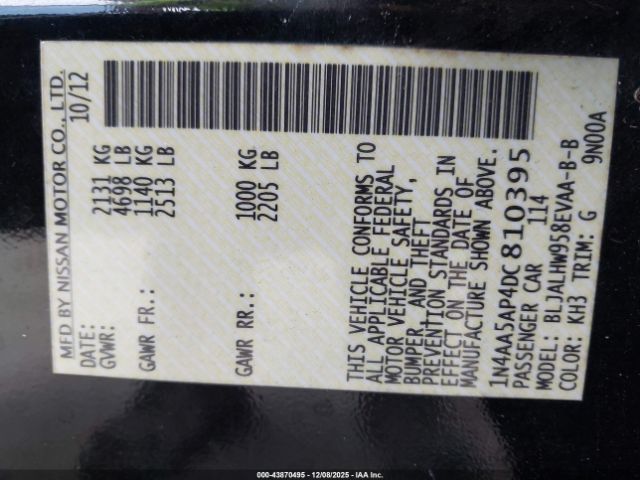 MFD BY NISSAN MOTOR CO., LTD.
DATE: 10/12
GVWR: 2131 KG
4698 LB
GAWR FR.: 1140 KG
2513 LB
GAWR RR.: 1000 KG
2205 LB
THIS VEHICLE CONFORMS TO
ALL APPLICABLE FEDERAL
MOTOR VEHICLE SAFETY,
BUMPER, AND THEFT
PREVENTION STANDARDS IN
EFFECT ON THE DATE OF
MANUFACTURE SHOWN ABOVE.
1N4AA5AP4DC810395
PASSENGER CAR 114
MODEL: BLJALHW958EVAA-B-B
COLOR: KH3 TRIM: G 9N00A
000-43870495 | 12/08/2025 - IAA Inc.